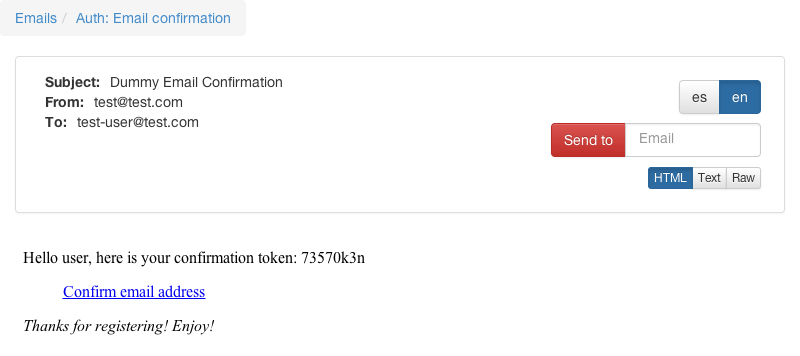 Emails / Auth: Email confirmation
Subject: Dummy Email Confirmation
From: test@test.com
To: test-user@test.com
es en
Send to Email
HTML Text Raw
Hello user, here is your confirmation token: 73570k3n
Confirm email address
Thanks for registering! Enjoy!